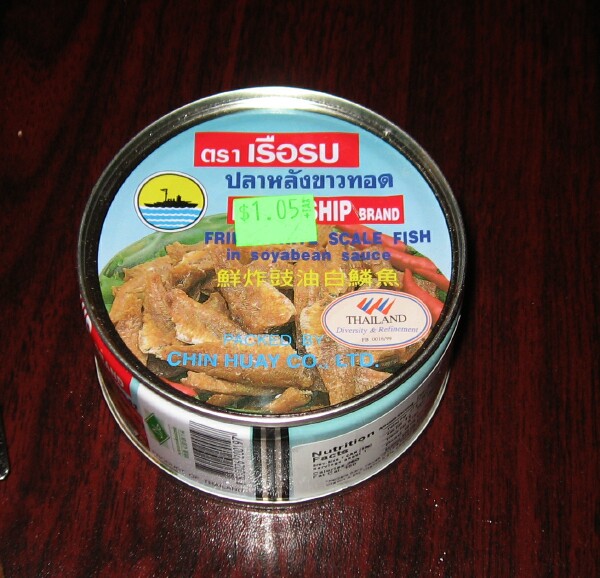 ตรา เรือรบ
ปลาหลังขาวทอด
$1.05
SHIP BRAND
SCALE FISH
in soyabean sauce
鮮炸豉油白鱗魚
THAILAND
Diversity & Refinement
PACKED BY
CHIN HUAY CO., LTD.
Nutrition
Facts
OF THAILAND